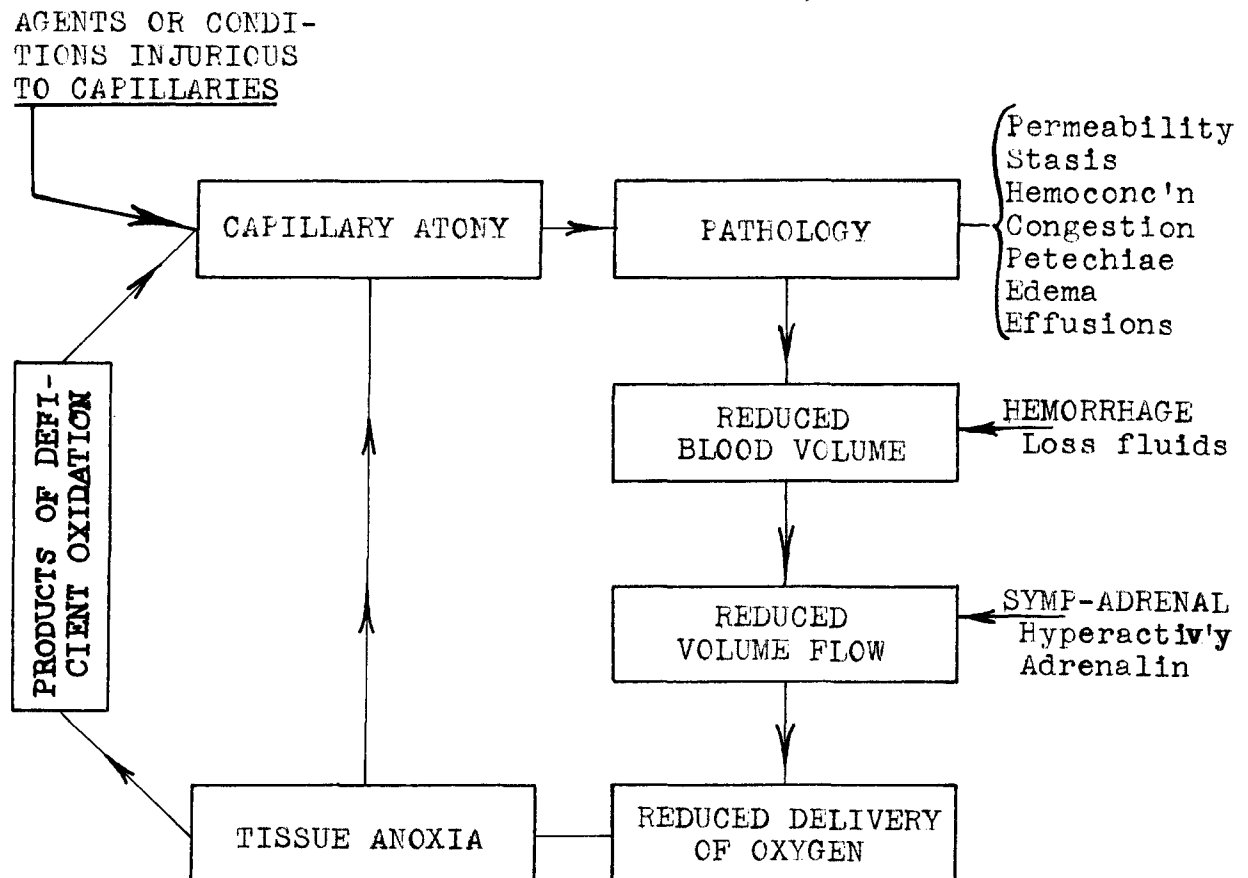 AGENTS OR CONDI-
TIONS INJURIOUS
TO CAPILLARIES
CAPILLARY ATONY
PATHOLOGY
Permeability
Stasis
Hemoconc'n
Congestion
Petechiae
Edema
Effusions
REDUCED
BLOOD VOLUME
HEMORRHAGE
Loss fluids
REDUCED
VOLUME FLOW
SYMP-ADRENAL
Hyperactiv'y
Adrenalin
PRODUCTS OF DEFI-
CIENT OXIDATION
TISSUE ANOXIA
REDUCED DELIVERY
OF OXYGEN